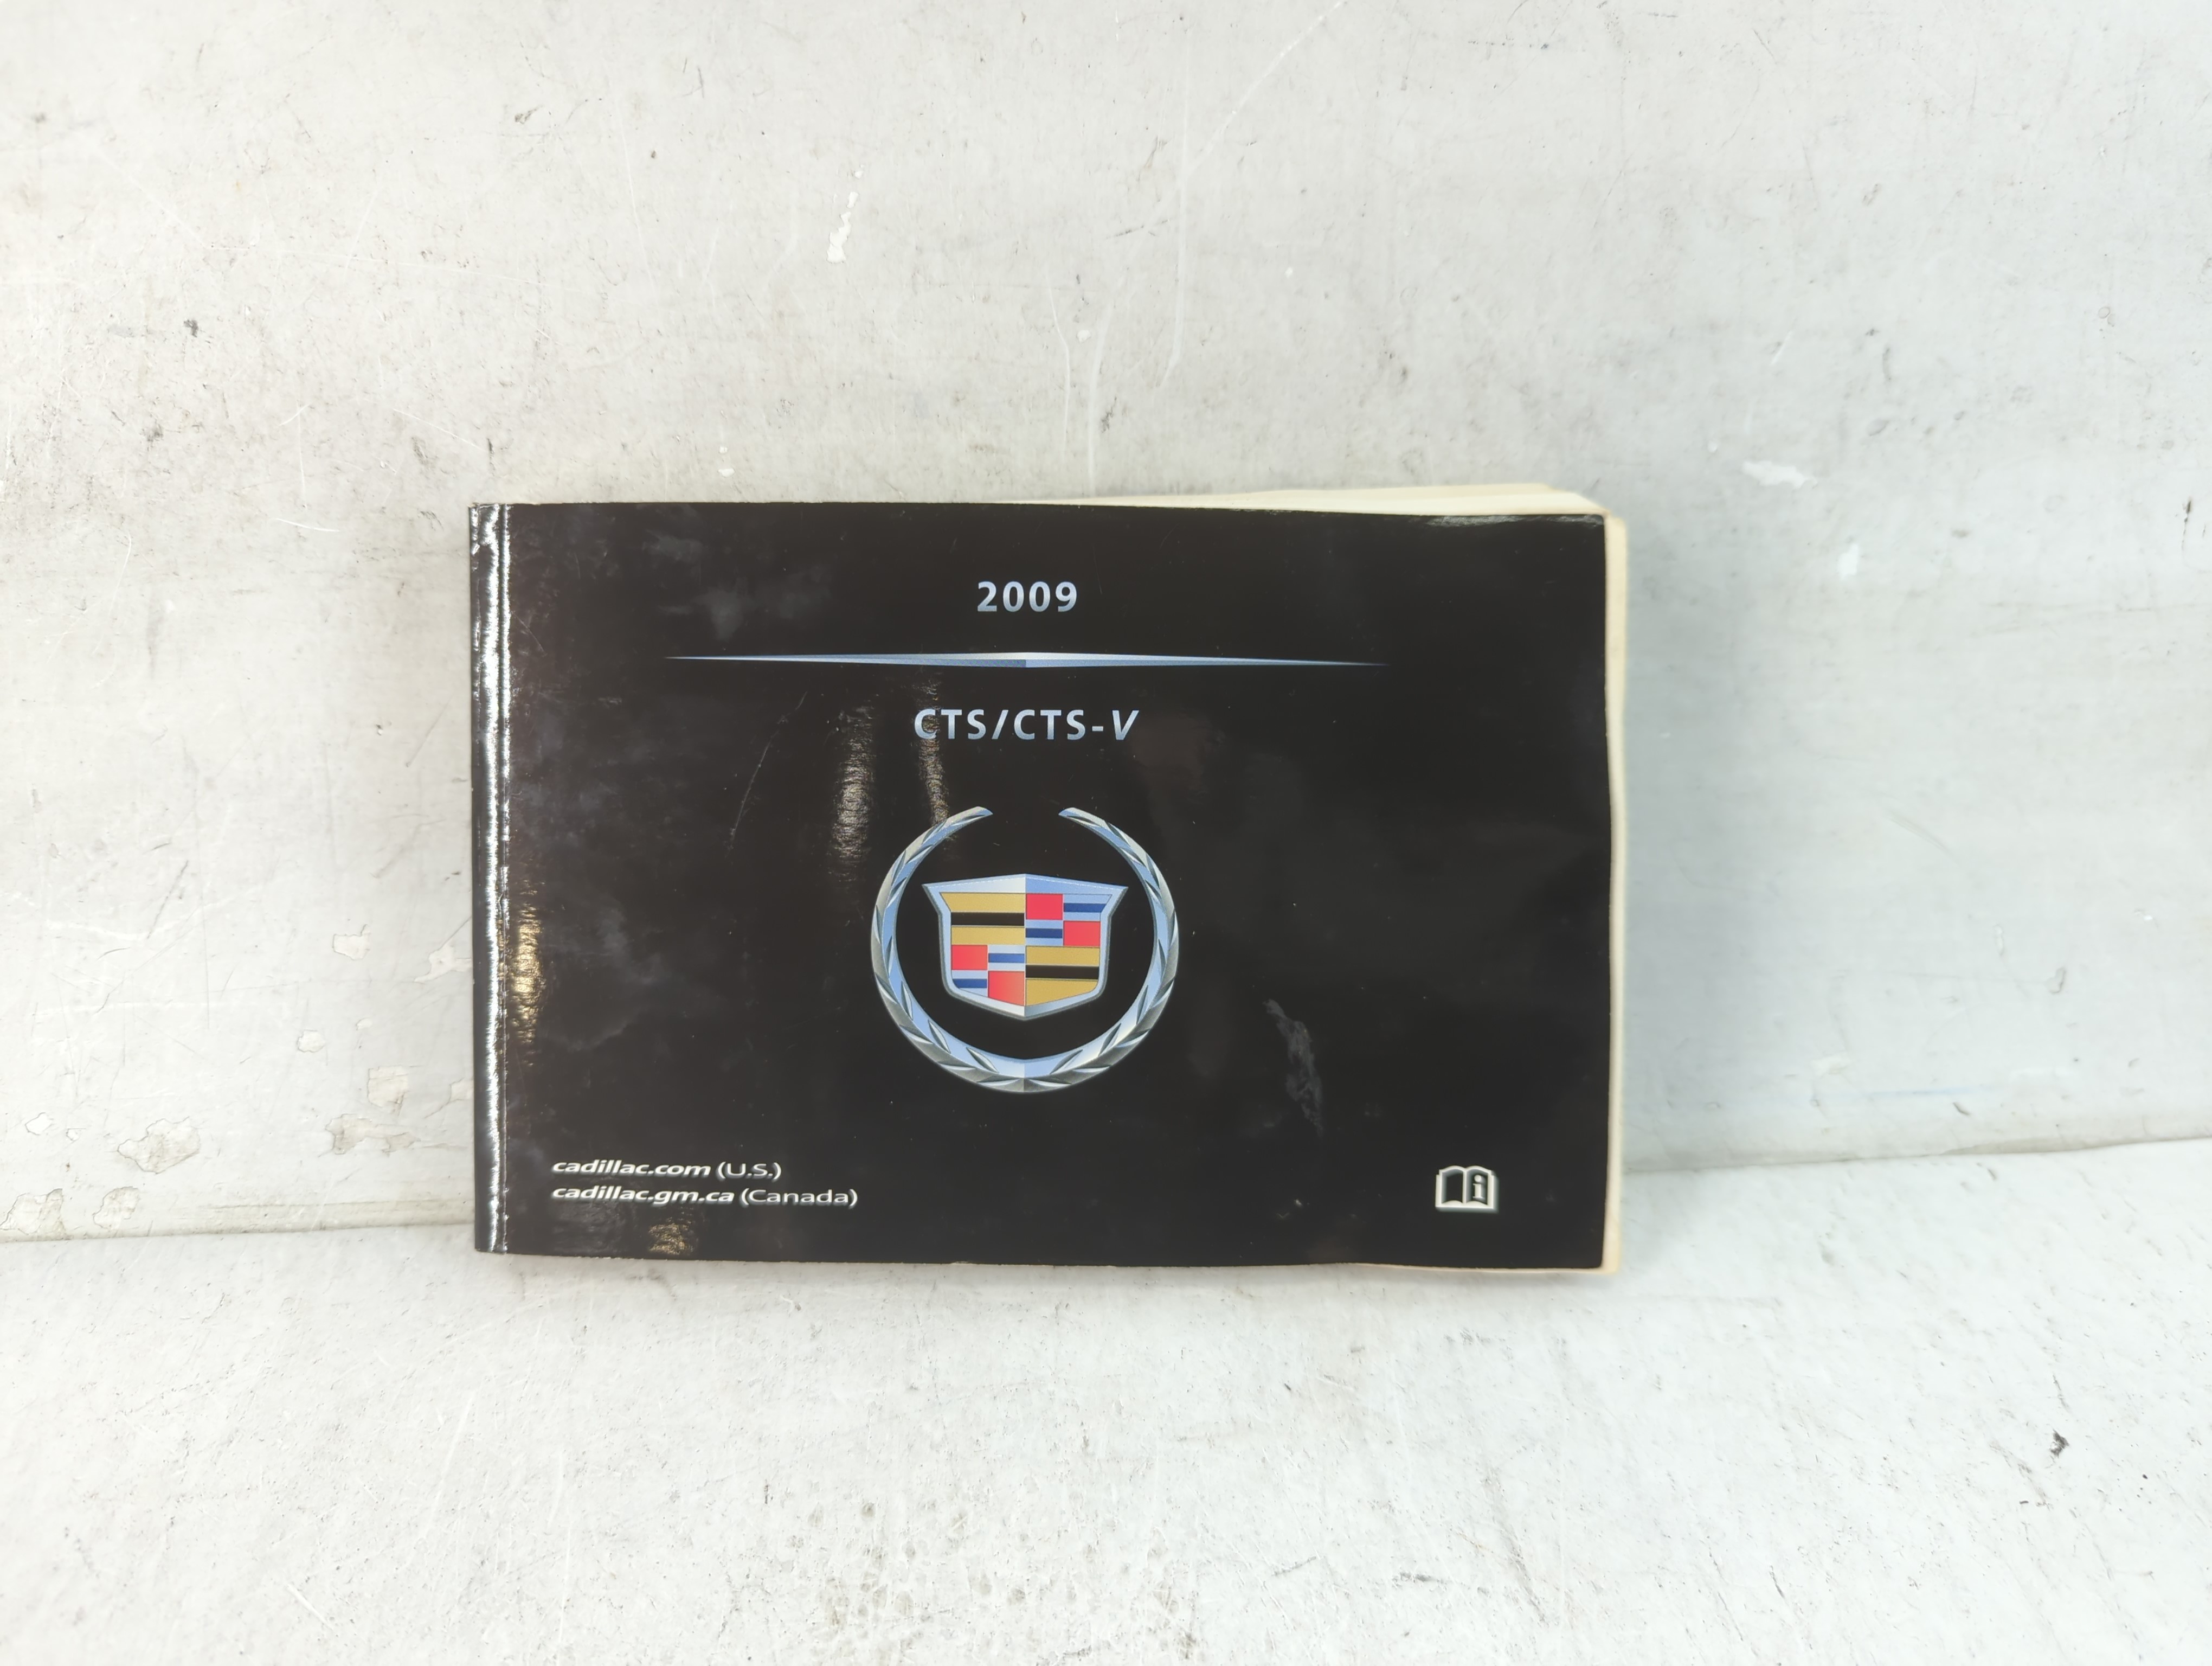 2009
CTS/CTS-V
cadillac.com (U.S.)
cadillac.gm.ca (Canada)